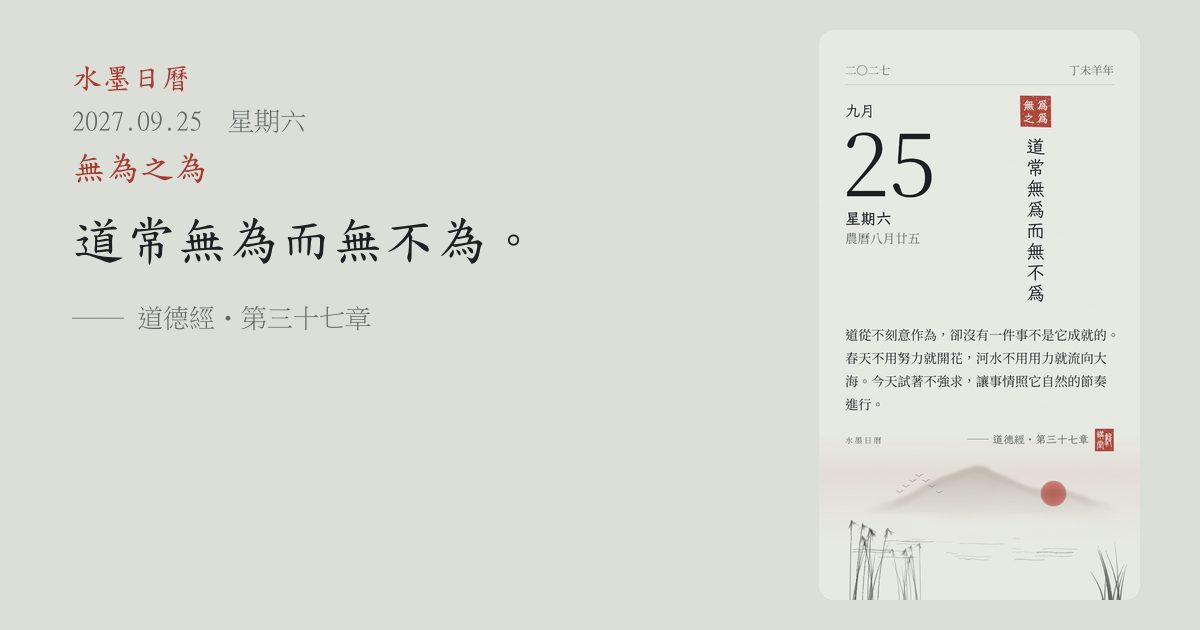 水墨日曆
2027.09.25 星期六
無為之為
道常無為而無不為。
—— 道德經・第三十七章
二〇二七
丁未羊年
九月
25
星期六
農曆八月廿五
無為之為
道常無為而無不為
道從不刻意作為，卻沒有一件事不是它成就的。
春天不用努力就開花，河水不用用力就流向大
海。今天試著不強求，讓事情照它自然的節奏
進行。
水墨日曆
—— 道德經・第三十七章